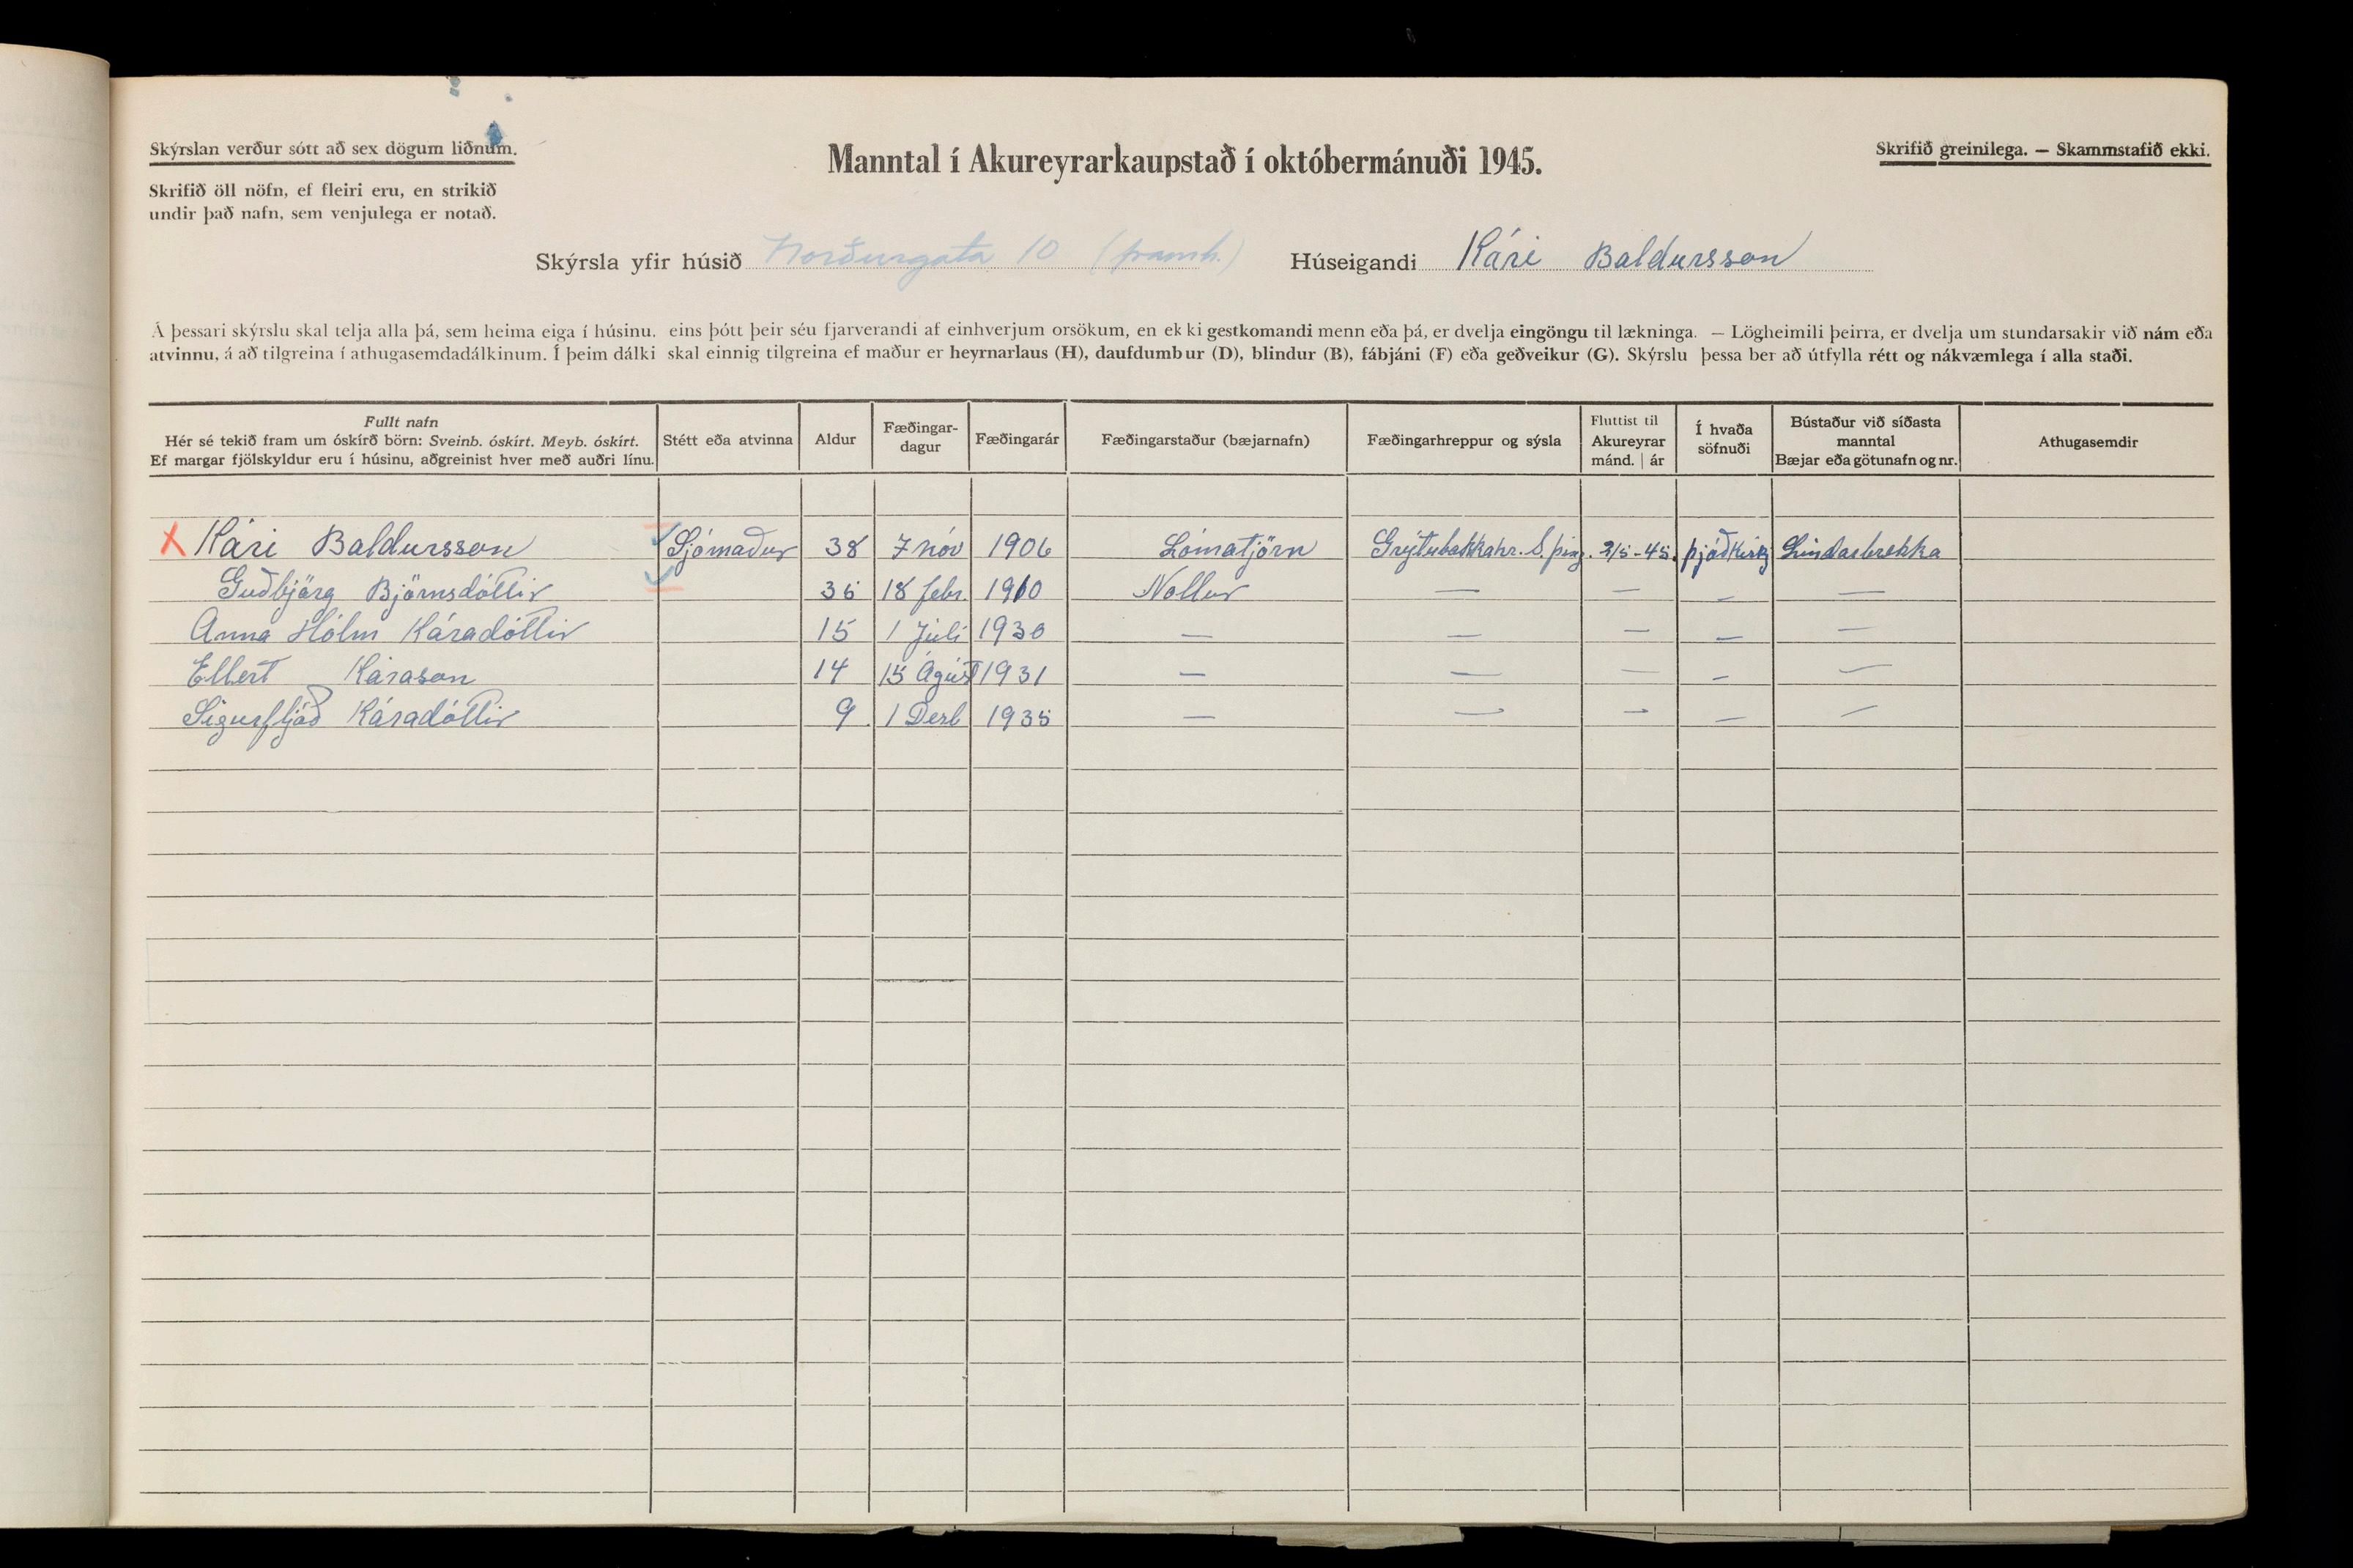 Skýrslan verður sótt að sex dögum liðnum.
Skrifið öll nöfn, ef fleiri eru, en strikið
undir það nafn, sem venjulega er notað.
Manntal í Akureyrarkaupstað í októbermánuði 1945.
Skrifið greinilega. — Skammstafið ekki.
Skýrsla yfir húsið Norðurgata 10 (framh.) Húseigandi Kári Baldursson
Á þessari skýrslu skal telja alla þá, sem heima eiga í húsinu. eins þótt þeir séu fjarverandi af einhverjum orsökum, en ekki gestkomandi menn eða þá, er dvelja eingöngu til lækninga. — Lögheimili þeirra, er dvelja um stundarsakir við nám eða
atvinnu, á að tilgreina í athugasemdadálkinum. Í þeim dálki skal einnig tilgreina ef maður er heyrnarlaus (H), daufdumbur (D), blindur (B), fábjáni (F) eða geðveikur (G). Skýrslu þessa ber að útfylla rétt og nákvæmlega í alla staði.
Fullt nafn
Hér sé tekið fram um óskírð börn: Sveinb. óskírt. Meyb. óskírt.
Ef margar fjölskyldur eru í húsinu, aðgreinist hver með auðri línu.
Stétt eða atvinna
Aldur
Fæðingar-
dagur
Fæðingarár
Fæðingarstaður (bæjarnafn)
Fæðingarhreppur og sýsla
Fluttist til
Akureyrar
mánd. | ár
Í hvaða
söfnuði
Bústaður við síðasta
manntal
Bæjar eða götunafn og nr.
Athugasemdir
X Kári Baldursson Sjómaður 38 7 nóv 1906 Lómatjörn Grýtubakkahr. S. þing. 2/5-45. þjóðkirkj Lindarbrekka
Guðbjörg Björnsdóttir 35 18 febr. 1910 Nollur — — — —
Anna Hólm Káradóttir 15 1 Júlí 1930 — — — — —
Ellert Kárason 14 15 Ágúst 1931 — — — — —
Sigurfljóð Káradóttir 9 1 Desb 1935 — — — — —